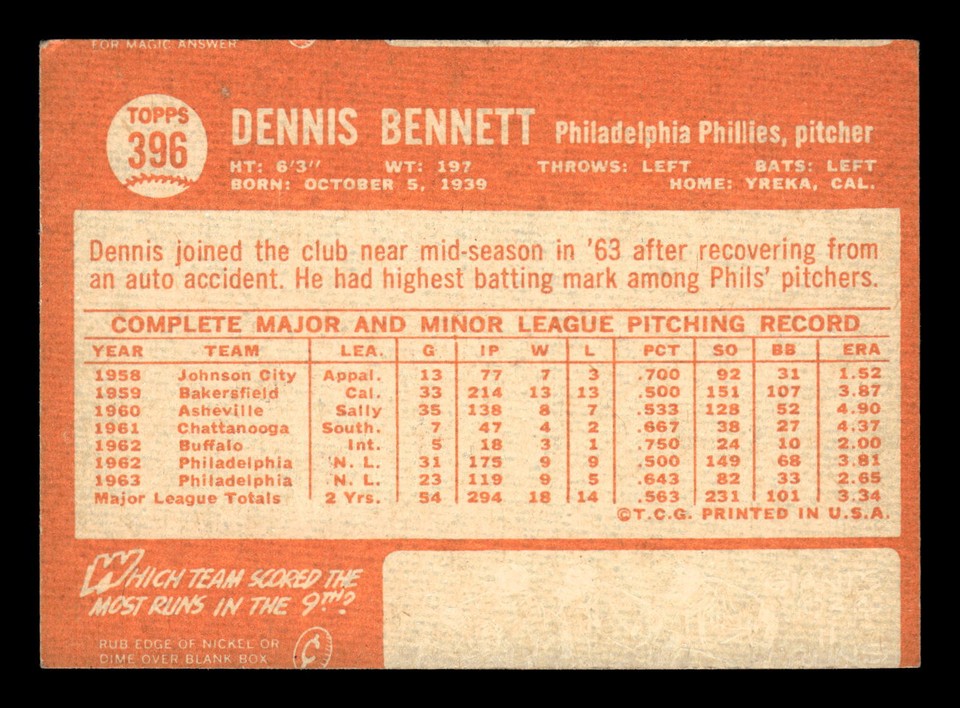 FOR MAGIC ANSWER
TOPPS
396
DENNIS BENNETT Philadelphia Phillies, pitcher
HT: 6'3" WT: 197 THROWS: LEFT BATS: LEFT
BORN: OCTOBER 5, 1939 HOME: YREKA, CAL.
Dennis joined the club near mid-season in '63 after recovering from
an auto accident. He had highest batting mark among Phils' pitchers.
COMPLETE MAJOR AND MINOR LEAGUE PITCHING RECORD
YEAR TEAM LEA. G IP W L PCT SO BB ERA
1958 Johnson City Appal. 13 77 7 3 .700 92 31 1.52
1959 Bakersfield Cal. 33 214 13 13 .500 151 107 3.87
1960 Asheville Sally 35 138 8 7 .533 128 52 4.90
1961 Chattanooga South. 7 47 4 2 .667 38 27 4.37
1962 Buffalo Int. 5 18 3 1 .750 24 10 2.00
1962 Philadelphia N. L. 31 175 9 9 .500 149 68 3.81
1963 Philadelphia N. L. 23 119 9 5 .643 82 33 2.65
Major League Totals 2 Yrs. 54 294 18 14 .563 231 101 3.34
©T.C.G. PRINTED IN U.S.A.
WHICH TEAM SCORED THE
MOST RUNS IN THE 9TH?
RUB EDGE OF NICKEL OR
DIME OVER BLANK BOX